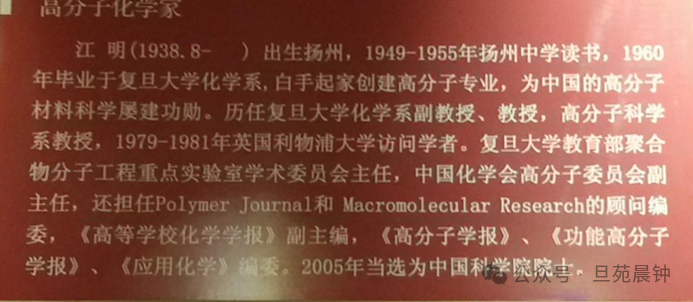 高分子化学家
江 明(1938.8- ) 出生扬州，1949-1955年扬州中学读书，1960
年毕业于复旦大学化学系,白手起家创建高分子专业，为中国的高分子
材料科学屡建功勋。历任复旦大学化学系副教授、教授，高分子科学
系教授，1979-1981年英国利物浦大学访问学者。复旦大学教育部聚合
物分子工程重点实验室学术委员会主任，中国化学会高分子委员会副
主任，还担任Polymer Journal和 Macromolecular Research的顾问编
委，《高等学校化学学报》副主编，《高分子学报》、《功能高分子
学报》、《应用化学》编委。2005年当选为中国科学院院士。
公众号 旦苑晨钟